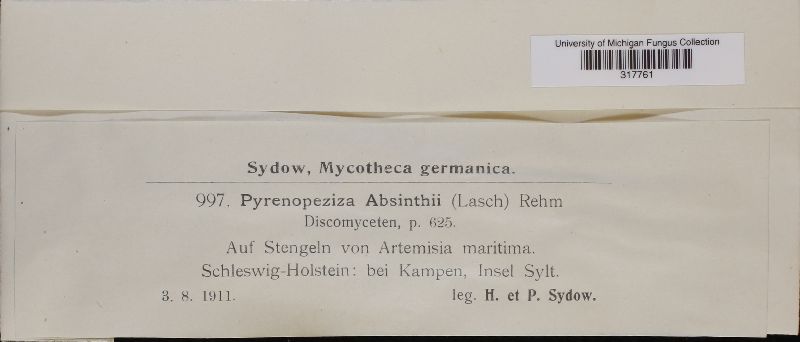 University of Michigan Fungus Collection
317761
Sydow, Mycotheca germanica.
997. Pyrenopeziza Absinthii (Lasch) Rehm
Discomyceten, p. 625.
Auf Stengeln von Artemisia maritima.
Schleswig-Holstein: bei Kampen, Insel Sylt.
3. 8. 1911. leg. H. et P. Sydow.